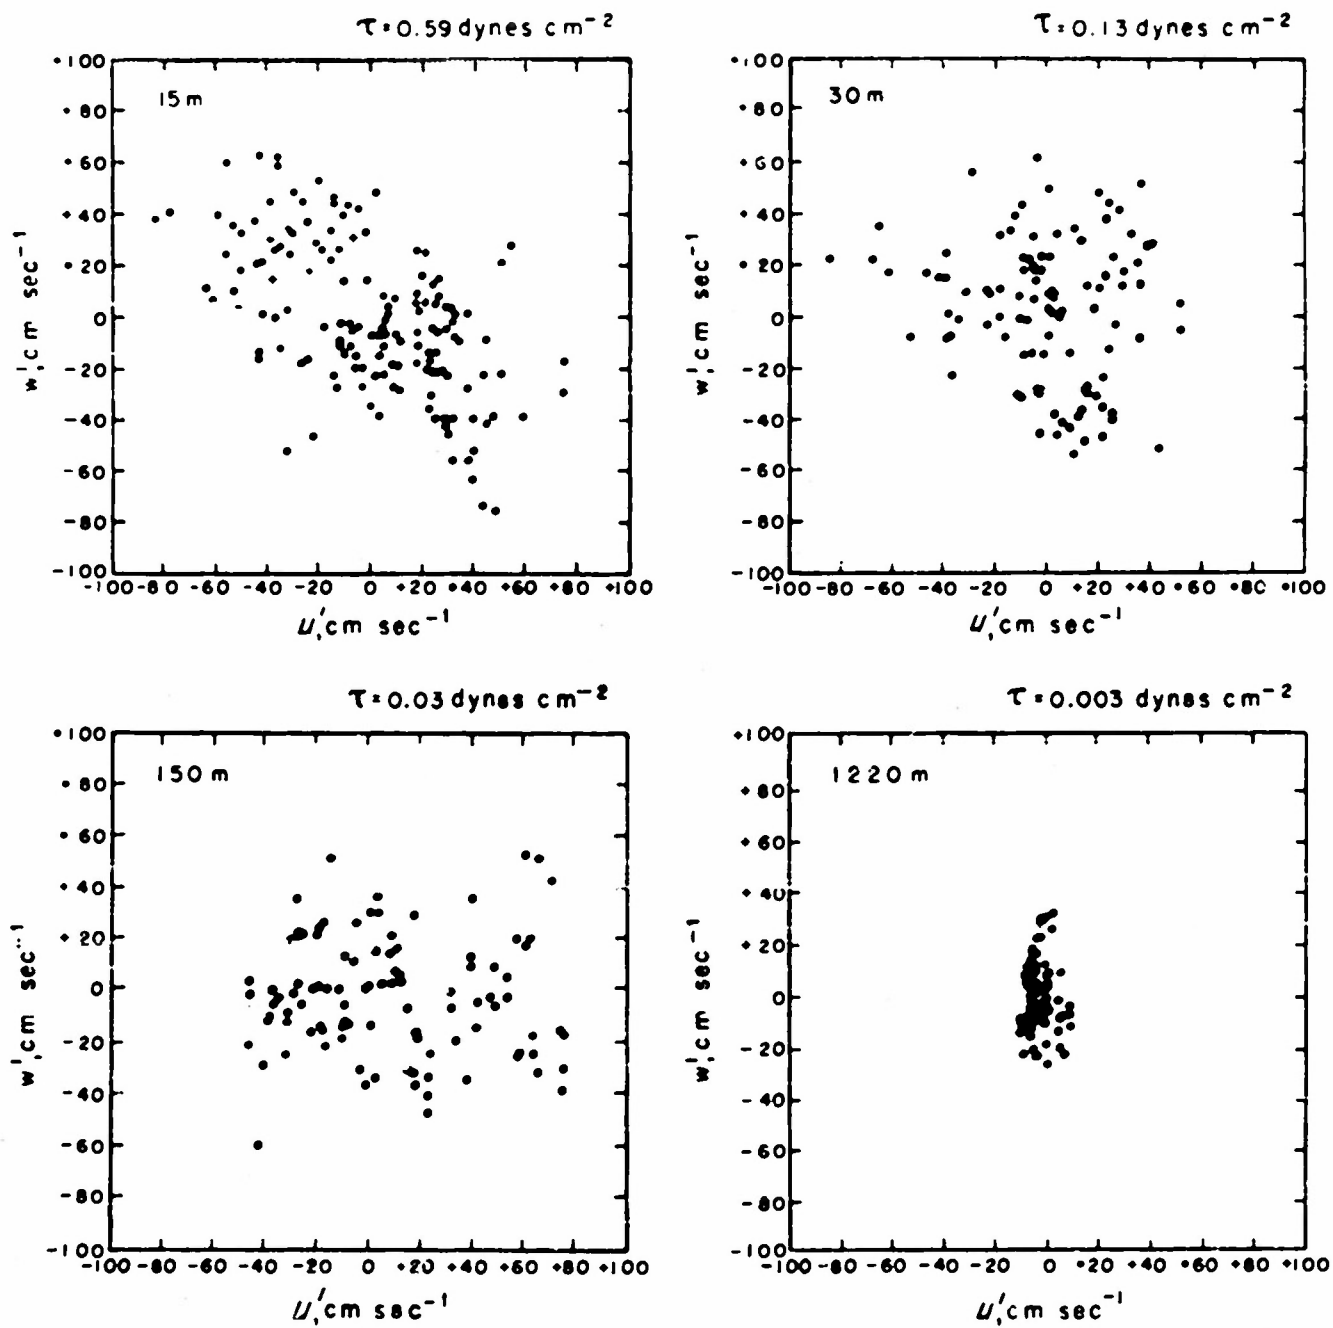 τ=0.59 dynes cm⁻²
15 m
+100
+80
+60
+40
+20
0
-20
-40
-60
-80
-100
-100 -80 -60 -40 -20 0 +20 +40 +60 +80 +100
w', cm sec⁻¹
u', cm sec⁻¹
τ=0.13 dynes cm⁻²
30 m
+100
+80
+60
+40
+20
0
-20
-40
-60
-80
-100
-100 -80 -60 -40 -20 0 +20 +40 +60 +80 +100
w', cm sec⁻¹
u', cm sec⁻¹
τ=0.03 dynes cm⁻²
150 m
+100
+80
+60
+40
+20
0
-20
-40
-60
-80
-100
-100 -80 -60 -40 -20 0 +20 +40 +60 +80 +100
w', cm sec⁻¹
u', cm sec⁻¹
τ=0.003 dynes cm⁻²
1220 m
+100
+80
+60
+40
+20
0
-20
-40
-60
-80
-100
-100 -80 -60 -40 -20 0 +20 +40 +60 +80 +100
w', cm sec⁻¹
u', cm sec⁻¹